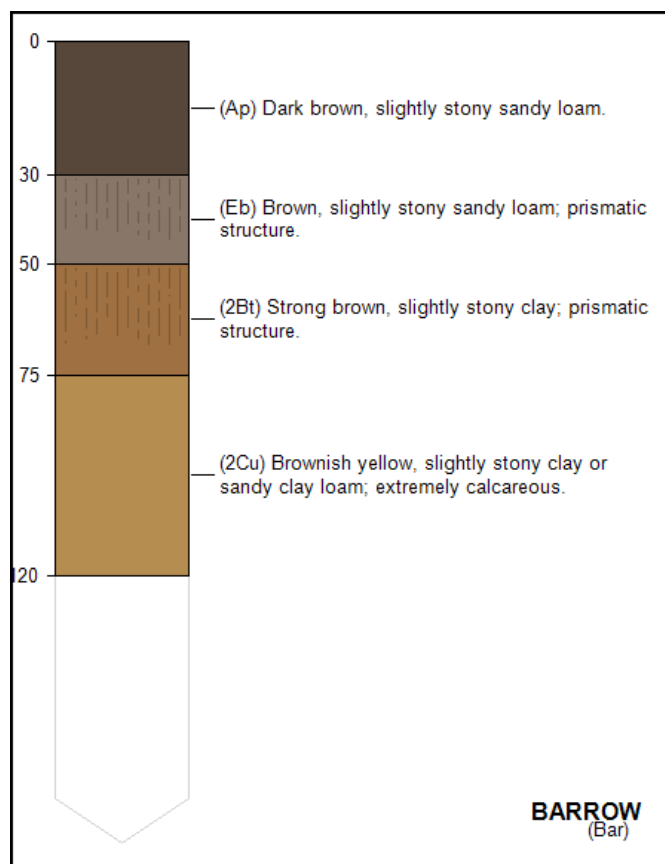 0
(Ap) Dark brown, slightly stony sandy loam.
30
(Eb) Brown, slightly stony sandy loam; prismatic
structure.
50
(2Bt) Strong brown, slightly stony clay; prismatic
structure.
75
(2Cu) Brownish yellow, slightly stony clay or
sandy clay loam; extremely calcareous.
120
BARROW
(Bar)